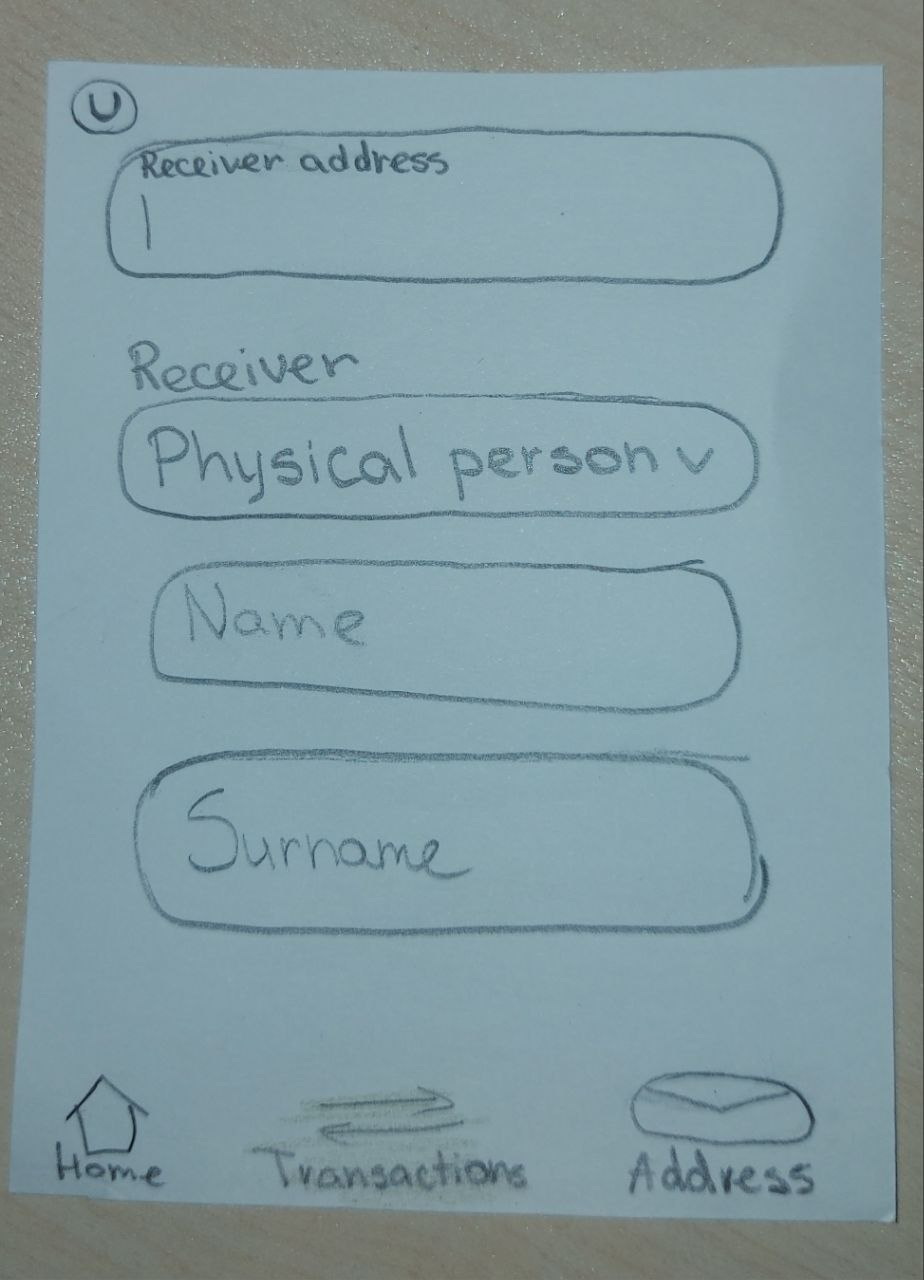 U
Receiver address
Receiver
Physical person
Name
Surname
Home Transactions Address